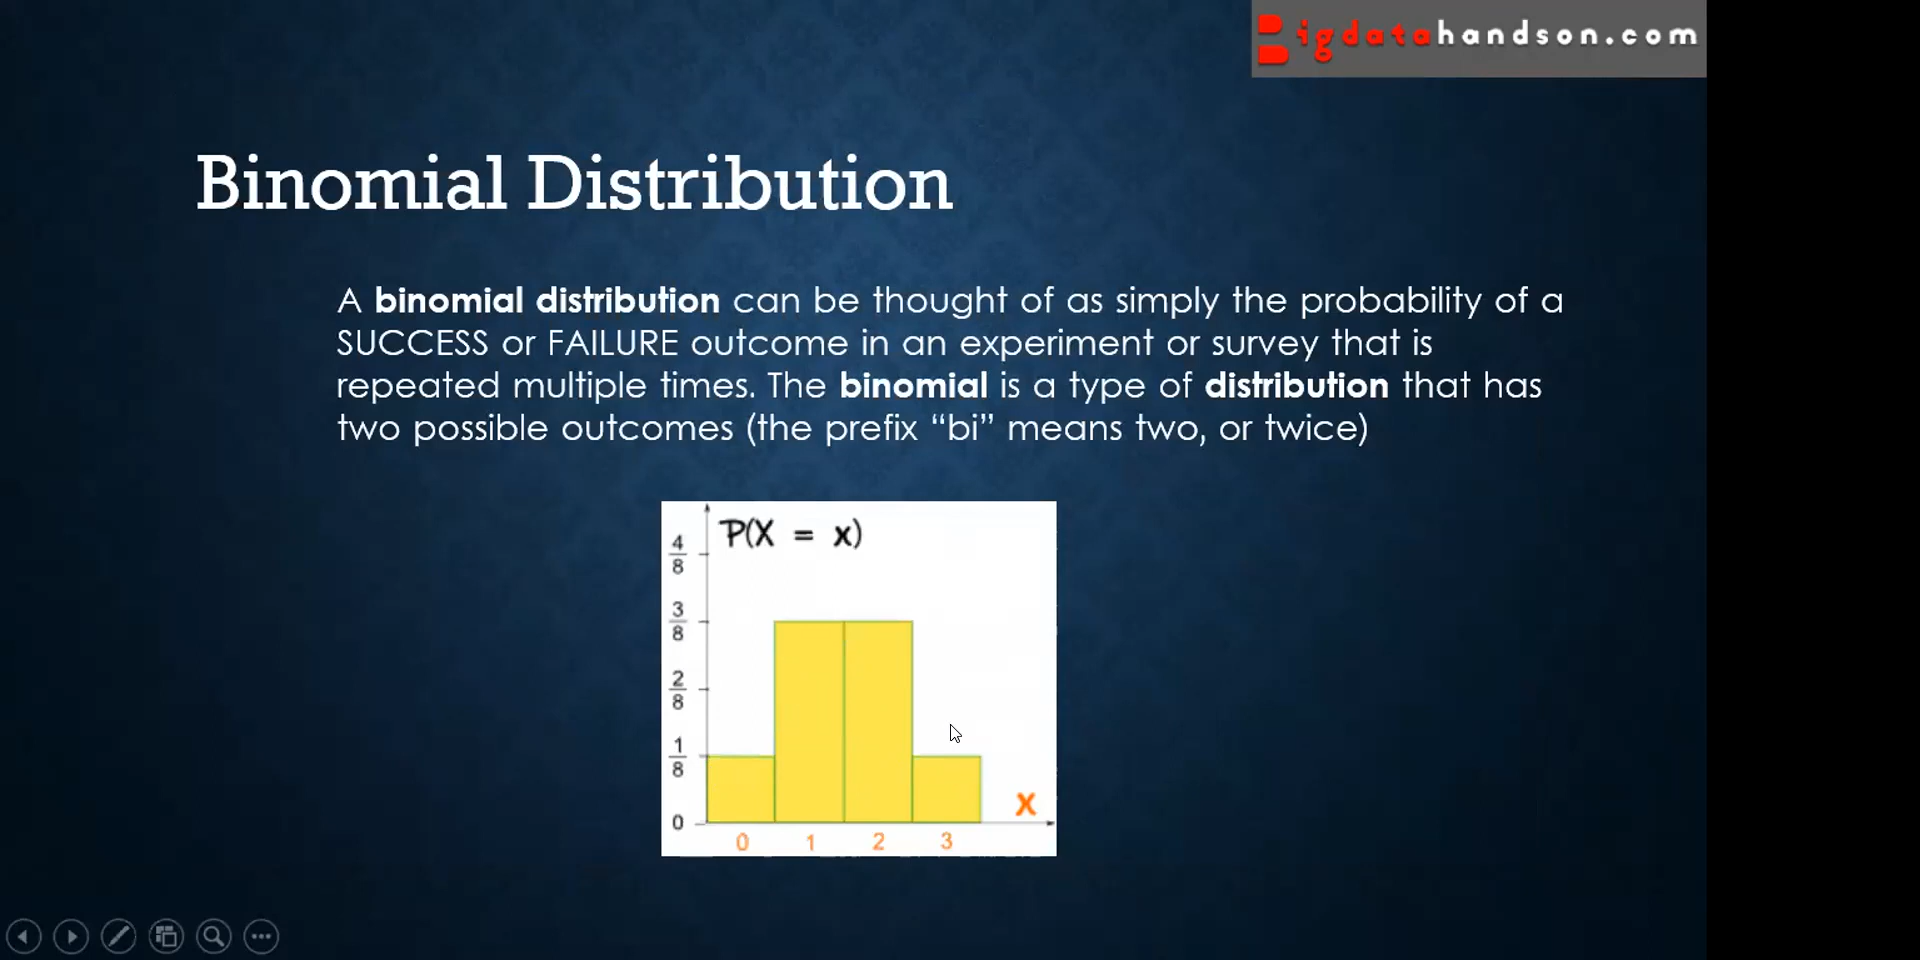 Bigdatahandson.com
Binomial Distribution
A binomial distribution can be thought of as simply the probability of a
SUCCESS or FAILURE outcome in an experiment or survey that is
repeated multiple times. The binomial is a type of distribution that has
two possible outcomes (the prefix “bi” means two, or twice)
P(X = x)
4/8
3/8
2/8
1/8
0
X
0 1 2 3